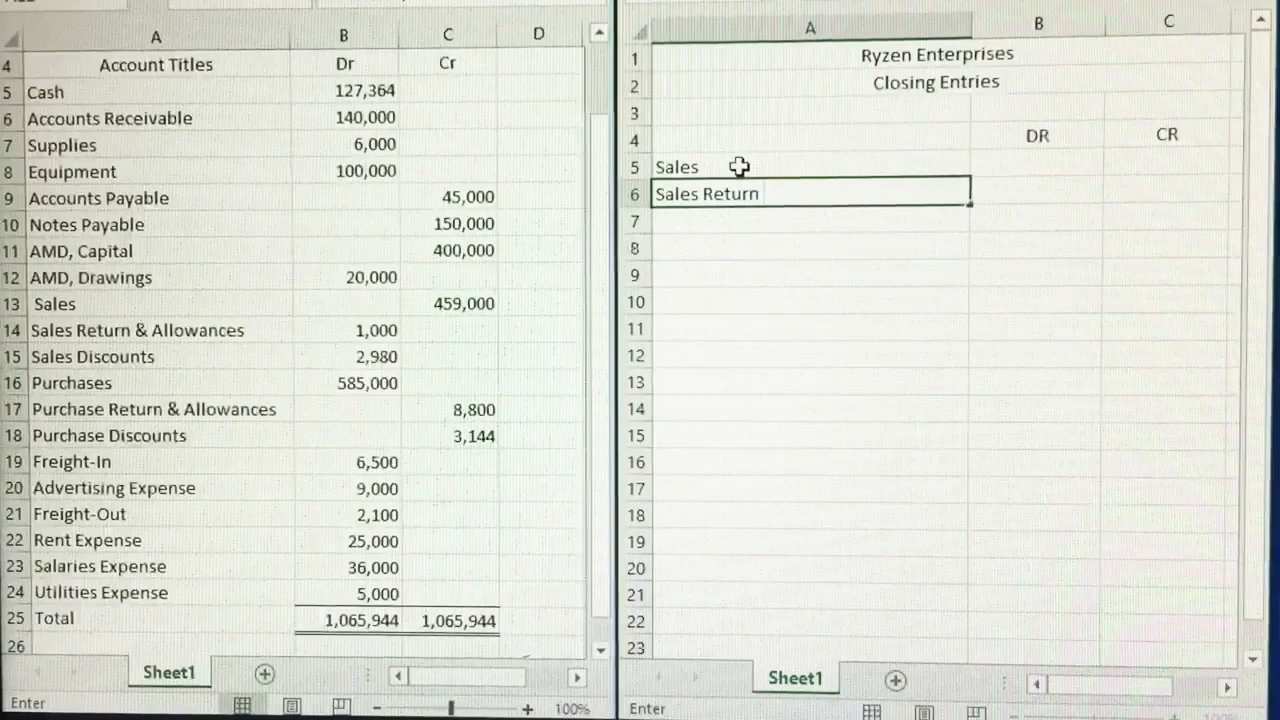 A B C D
4 Account Titles Dr Cr
5 Cash 127,364
6 Accounts Receivable 140,000
7 Supplies 6,000
8 Equipment 100,000
9 Accounts Payable 45,000
10 Notes Payable 150,000
11 AMD, Capital 400,000
12 AMD, Drawings 20,000
13 Sales 459,000
14 Sales Return & Allowances 1,000
15 Sales Discounts 2,980
16 Purchases 585,000
17 Purchase Return & Allowances 8,800
18 Purchase Discounts 3,144
19 Freight-In 6,500
20 Advertising Expense 9,000
21 Freight-Out 2,100
22 Rent Expense 25,000
23 Salaries Expense 36,000
24 Utilities Expense 5,000
25 Total 1,065,944 1,065,944
26
Sheet1
Enter 100%
A B C
1 Ryzen Enterprises
2 Closing Entries
3
4 DR CR
5 Sales
6 Sales Return
7
8
9
10
11
12
13
14
15
16
17
18
19
20
21
22
23
Sheet1
Enter 100%